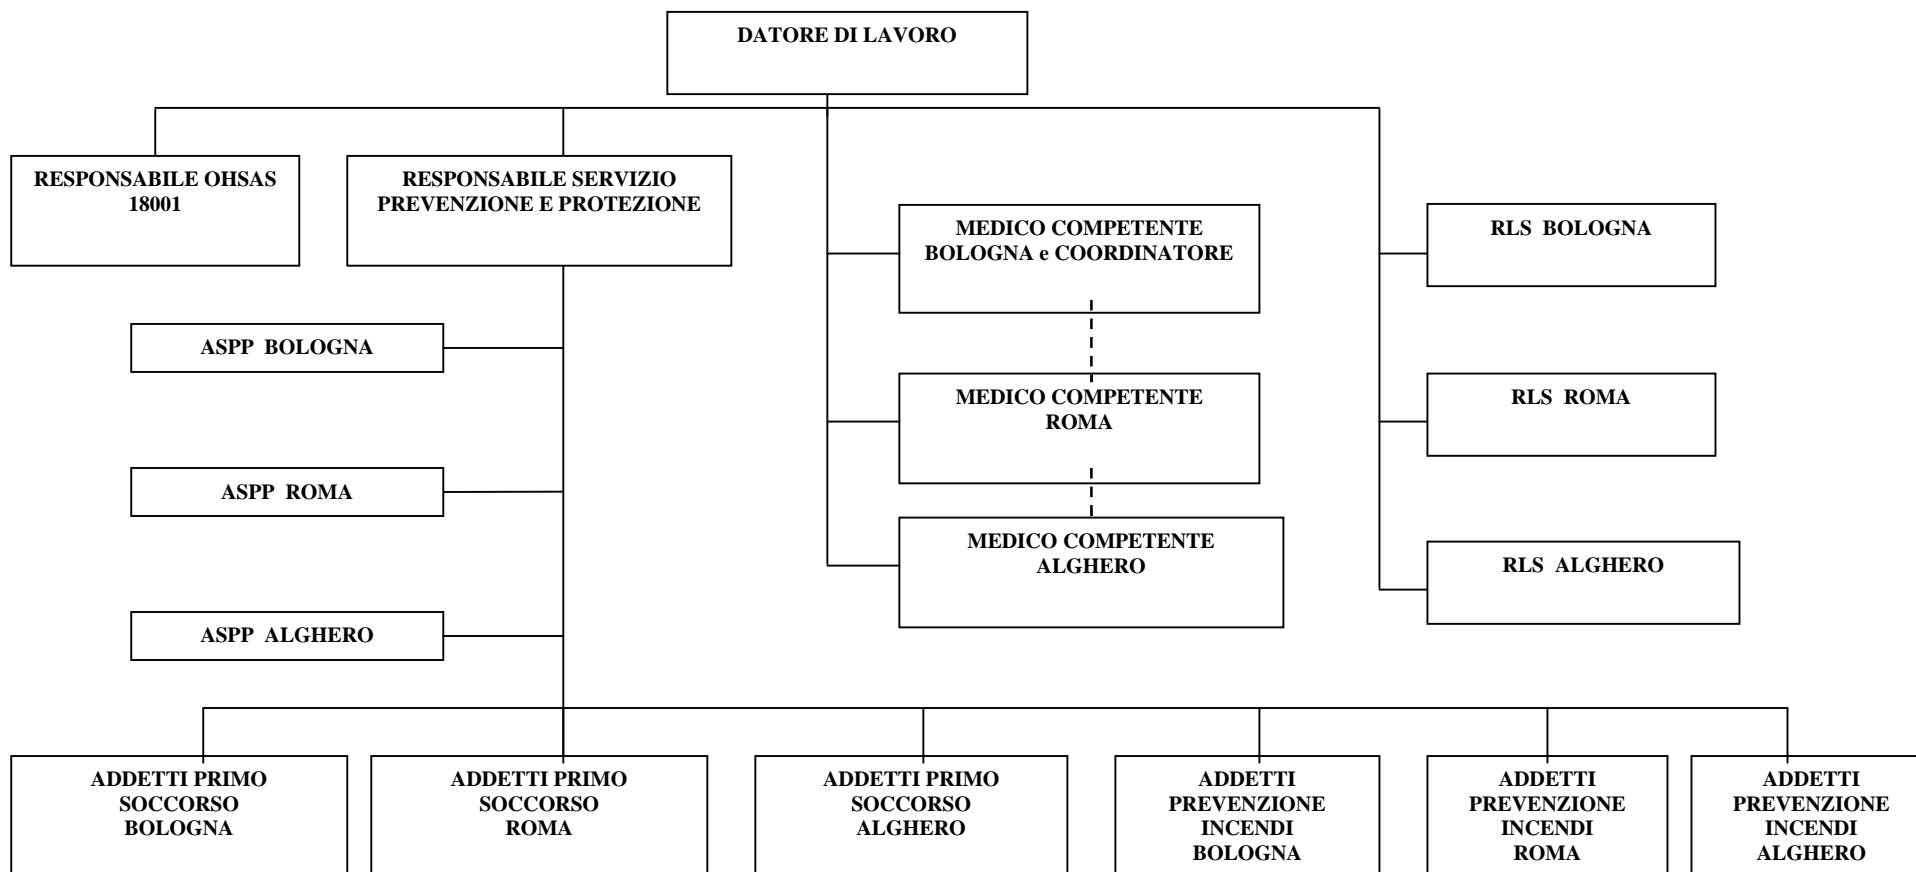 DATORE DI LAVORO
RESPONSABILE OHSAS
18001
RESPONSABILE SERVIZIO
PREVENZIONE E PROTEZIONE
MEDICO COMPETENTE
BOLOGNA e COORDINATORE
RLS BOLOGNA
ASPP BOLOGNA
MEDICO COMPETENTE
ROMA
RLS ROMA
ASPP ROMA
MEDICO COMPETENTE
ALGHERO
RLS ALGHERO
ASPP ALGHERO
ADDETTI PRIMO
SOCCORSO
BOLOGNA
ADDETTI PRIMO
SOCCORSO
ROMA
ADDETTI PRIMO
SOCCORSO
ALGHERO
ADDETTI
PREVENZIONE
INCENDI
BOLOGNA
ADDETTI
PREVENZIONE
INCENDI
ROMA
ADDETTI
PREVENZIONE
INCENDI
ALGHERO